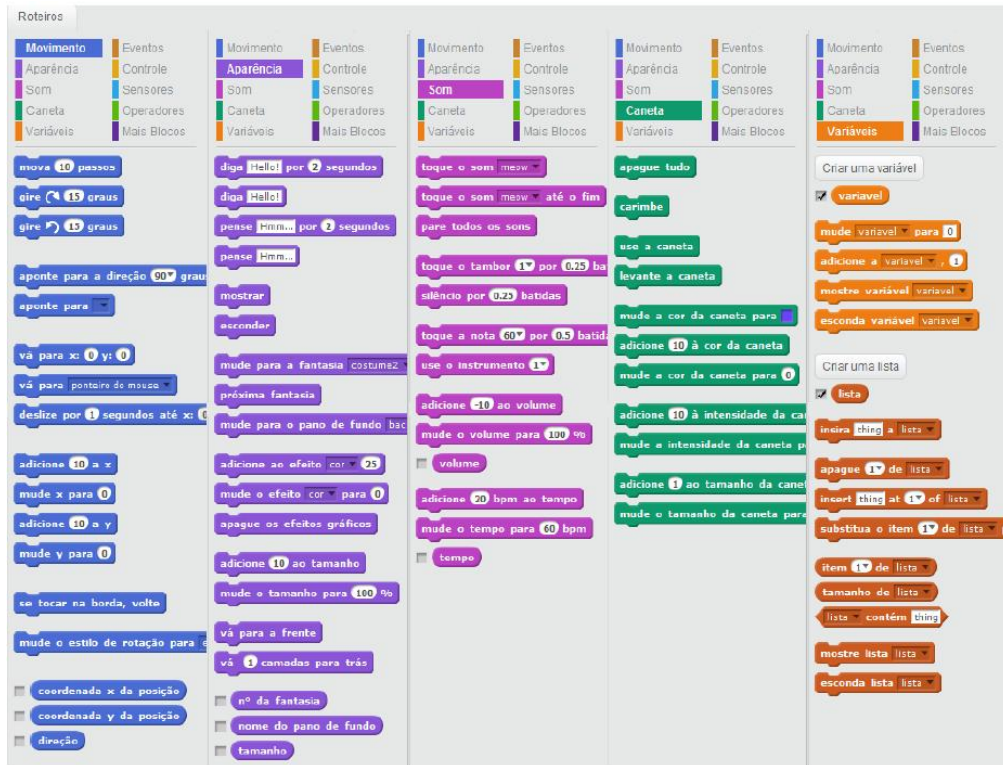 Roteiros
Movimento Eventos
Aparência Controle
Som Sensores
Caneta Operadores
Variáveis Mais Blocos
mova 10 passos
gire 15 graus
gire 15 graus
aponte para a direção 90 grau
aponte para
vá para x: 0 y: 0
vá para ponteiro do mouse
deslize por 1 segundos até x:
adicione 10 a x
mude x para 0
adicione 10 a y
mude y para 0
se tocar na borda, volte
mude o estilo de rotação para
coordenada x da posição
coordenada y da posição
direção
Movimento Eventos
Aparência Controle
Som Sensores
Caneta Operadores
Variáveis Mais Blocos
diga Hello! por 2 segundos
diga Hello!
pense Hmm... por 2 segundos
pense Hmm...
mostrar
esconder
mude para a fantasia costume2
próxima fantasia
mude para o pano de fundo bac
adicione ao efeito cor 25
mude o efeito cor para 0
apague os efeitos gráficos
adicione 10 ao tamanho
mude o tamanho para 100 %
vá para a frente
vá 1 camadas para trás
nº da fantasia
nome do pano de fundo
tamanho
Movimento Eventos
Aparência Controle
Som Sensores
Caneta Operadores
Variáveis Mais Blocos
toque o som meow
toque o som meow até o fim
pare todos os sons
toque o tambor 1 por 0.25 ba
silêncio por 0.25 batidas
toque a nota 60 por 0.5 batid
use o instrumento 1
adicione -10 ao volume
mude o volume para 100 %
volume
adicione 20 bpm ao tempo
mude o tempo para 60 bpm
tempo
Movimento Eventos
Aparência Controle
Som Sensores
Caneta Operadores
Variáveis Mais Blocos
apague tudo
carimbe
use a caneta
levante a caneta
mude a cor da caneta para
adicione 10 à cor da caneta
mude a cor da caneta para 0
adicione 10 à intensidade da ca
mude a intensidade da caneta p
adicione 1 ao tamanho da canet
mude o tamanho da caneta para
Movimento Eventos
Aparência Controle
Som Sensores
Caneta Operadores
Variáveis Mais Blocos
Criar uma variável
variavel
mude variavel para 0
adicione a variavel , 1
mostre variável variavel
esconda variável variavel
Criar uma lista
lista
insira thing a lista
apague 1 de lista
insert thing at 1 of lista
substitua o item 1 de lista
item 1 de lista
tamanho de lista
lista contém thing
mostre lista lista
esconda lista lista